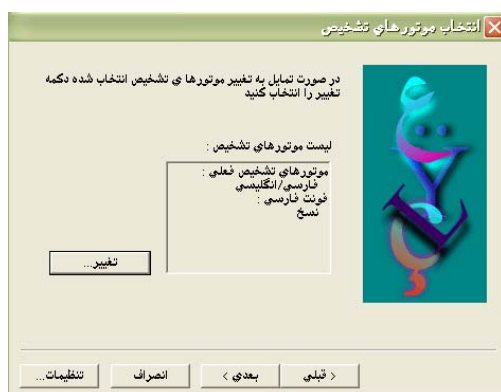 انتخاب موتورهاي تشخيص
در صورت تمايل به تغيير موتورها ي تشخيص انتخاب شده دكمه
تغيير را انتخاب كنيد
ليست موتورهاي تشخيص :
موتورهاي تشخيص فعلي :
فارسي/انگليسي
فونت فارسي :
نسخ
تغيير...
< قبلي
بعدي >
انصراف
تنظيمات...